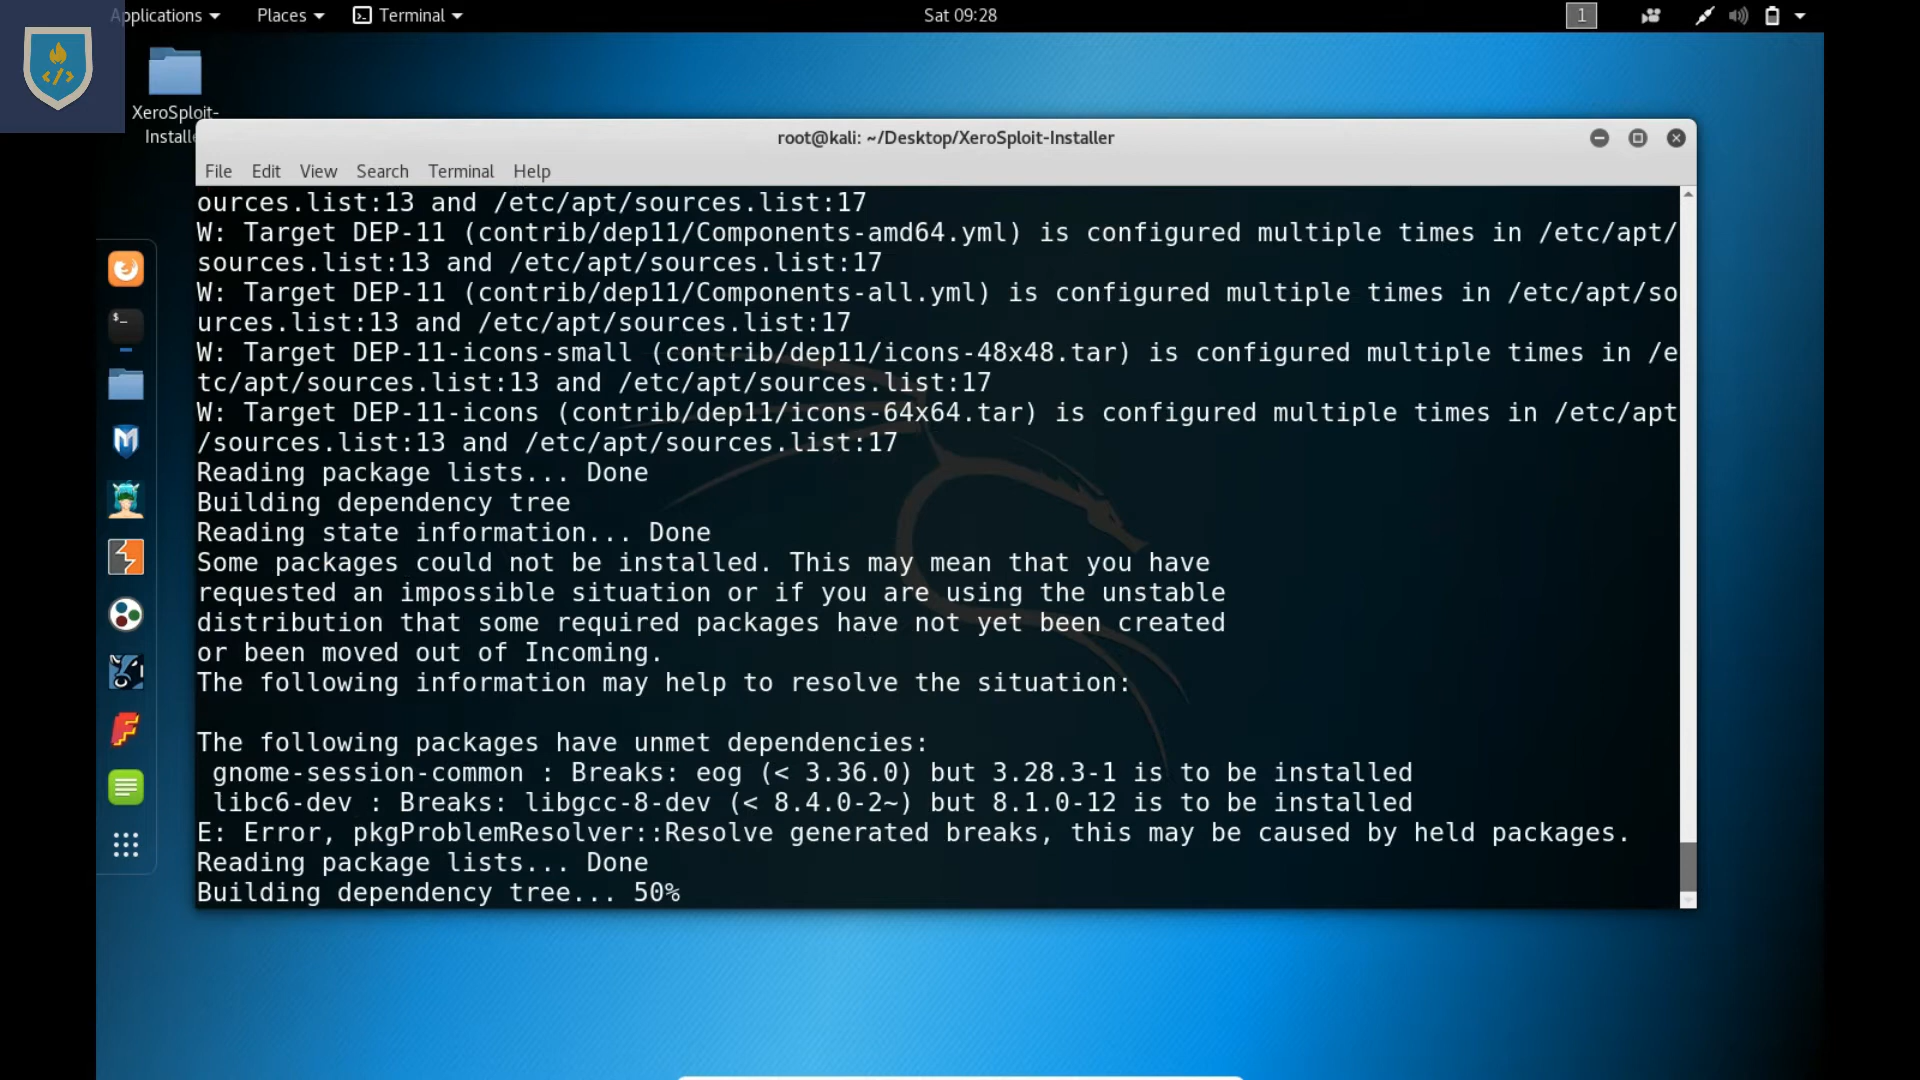 Applications Places Terminal Sat 09:28 1
XeroSploit-
Installe
root@kali: ~/Desktop/XeroSploit-Installer
File Edit View Search Terminal Help
ources.list:13 and /etc/apt/sources.list:17
W: Target DEP-11 (contrib/dep11/Components-amd64.yml) is configured multiple times in /etc/apt/
sources.list:13 and /etc/apt/sources.list:17
W: Target DEP-11 (contrib/dep11/Components-all.yml) is configured multiple times in /etc/apt/so
urces.list:13 and /etc/apt/sources.list:17
W: Target DEP-11-icons-small (contrib/dep11/icons-48x48.tar) is configured multiple times in /e
tc/apt/sources.list:13 and /etc/apt/sources.list:17
W: Target DEP-11-icons (contrib/dep11/icons-64x64.tar) is configured multiple times in /etc/apt
/sources.list:13 and /etc/apt/sources.list:17
Reading package lists... Done
Building dependency tree
Reading state information... Done
Some packages could not be installed. This may mean that you have
requested an impossible situation or if you are using the unstable
distribution that some required packages have not yet been created
or been moved out of Incoming.
The following information may help to resolve the situation:
The following packages have unmet dependencies:
gnome-session-common : Breaks: eog (< 3.36.0) but 3.28.3-1 is to be installed
libc6-dev : Breaks: libgcc-8-dev (< 8.4.0-2~) but 8.1.0-12 is to be installed
E: Error, pkgProblemResolver::Resolve generated breaks, this may be caused by held packages.
Reading package lists... Done
Building dependency tree... 50%